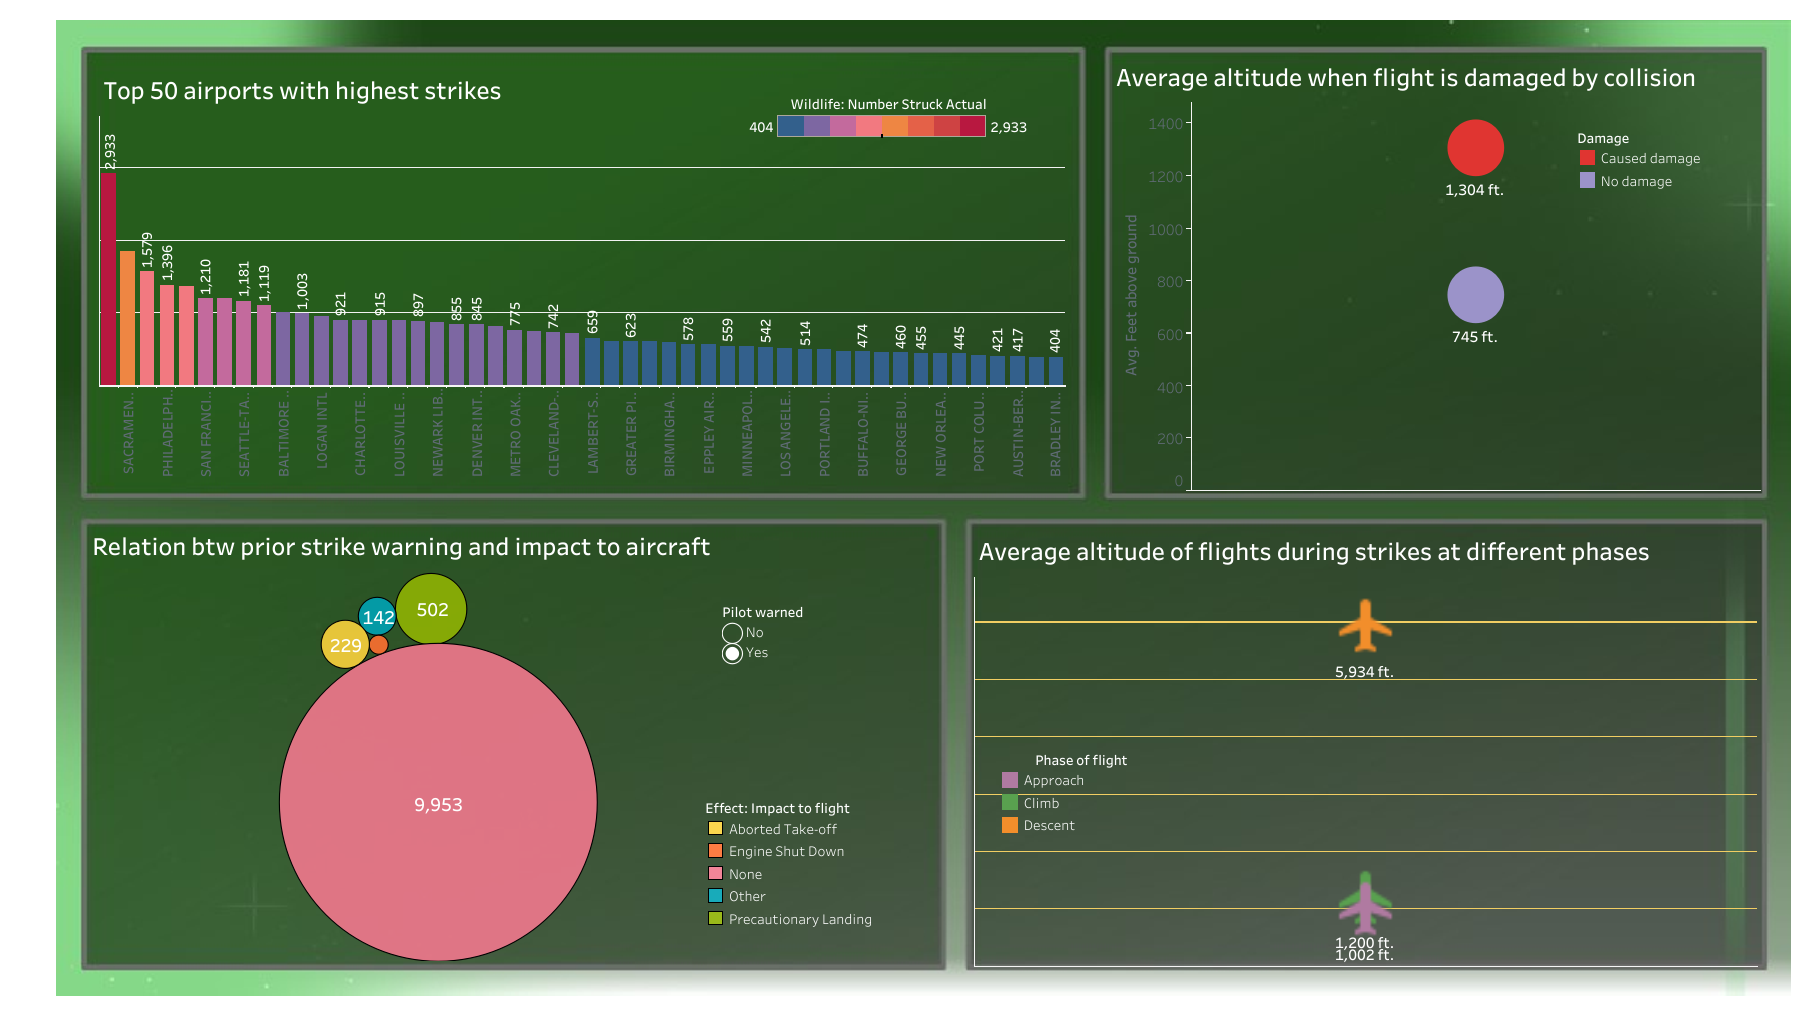 Top 50 airports with highest strikes
Wildlife: Number Struck Actual
404 2,933
2,933
1,579
1,396
1,210
1,181
1,119
1,003
921
915
897
855
845
775
742
659
623
578
559
542
514
474
460
455
445
421
417
404
SACRAMEN..
PHILADELPH..
SAN FRANCI..
SEATTLE-TA..
BALTIMORE ..
LOGAN INTL
CHARLOTTE..
LOUISVILLE ..
NEWARK LIB..
DENVER INT..
METRO OAK..
CLEVELAND-..
LAMBERT-S..
GREATER PI..
BIRMINGHA..
EPPLEY AIR..
MINNEAPOL..
LOS ANGELE..
PORTLAND I..
BUFFALO-NI..
GEORGE BU..
NEW ORLEA..
PORT COLU..
AUSTIN-BER..
BRADLEY IN..
Average altitude when flight is damaged by collision
Avg. Feet above ground
1400
1200
1000
800
600
400
200
0
1,304 ft.
745 ft.
Damage
Caused damage
No damage
Relation btw prior strike warning and impact to aircraft
502
142
229
9,953
Pilot warned
No
Yes
Effect: Impact to flight
Aborted Take-off
Engine Shut Down
None
Other
Precautionary Landing
Average altitude of flights during strikes at different phases
5,934 ft.
Phase of flight
Approach
Climb
Descent
1,200 ft.
1,002 ft.